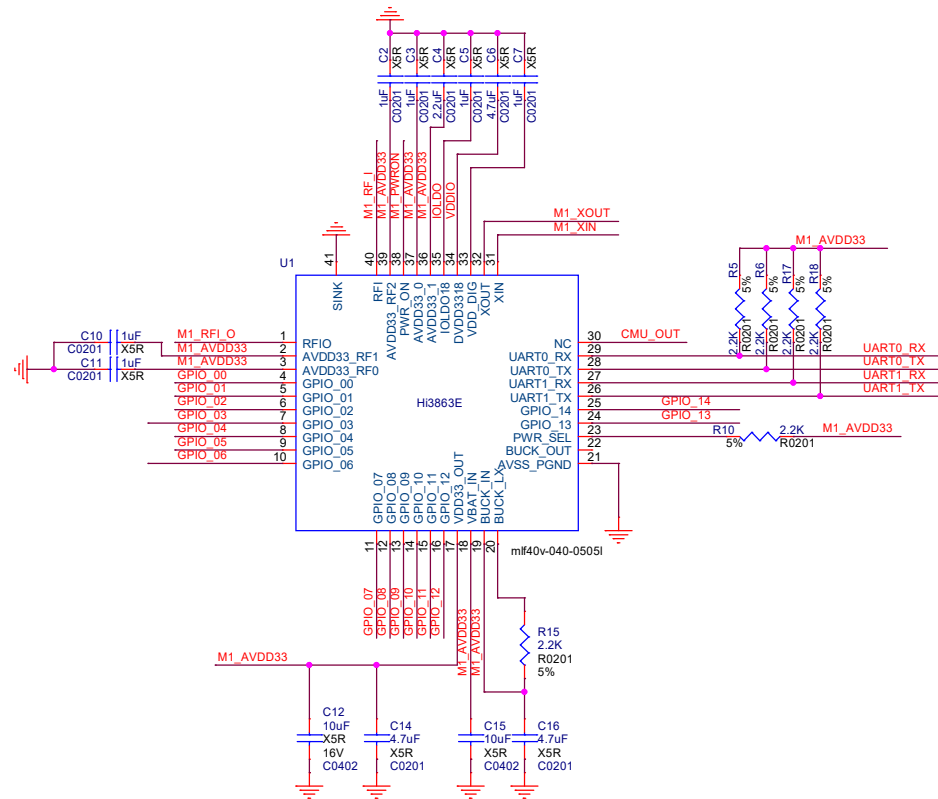 C2
X5R
1uF
C0201
C3
X5R
1uF
C0201
C4
X5R
2.2uF
C0201
C5
X5R
1uF
C0201
C6
X5R
4.7uF
C0201
C7
X5R
1uF
C0201
M1_RF_I
M1_AVDD33
M1_PWRON
M1_AVDD33
M1_AVDD33
IOLDO
VDDIO
M1_XOUT
M1_XIN
M1_AVDD33
U1
41
40
39
38
37
36
35
34
33
32
31
SINK
RFI
AVDD33_RF2
PWR_ON
AVDD33_0
AVDD33_1
IOLDO18
DVDD3318
VDD_DIG
XOUT
XIN
R5
5%
2.2K
R0201
R6
5%
2.2K
R0201
R17
5%
2.2K
R0201
R18
5%
2.2K
R0201
C10
1uF
C0201
X5R
C11
1uF
C0201
X5R
M1_RFI_O
1
RFIO
M1_AVDD33
2
AVDD33_RF1
M1_AVDD33
3
AVDD33_RF0
GPIO_00
4
GPIO_00
GPIO_01
5
GPIO_01
GPIO_02
6
GPIO_02
GPIO_03
7
GPIO_03
GPIO_04
8
GPIO_04
GPIO_05
9
GPIO_05
GPIO_06
10
GPIO_06
Hi3863E
NC
30
CMU_OUT
UART0_RX
29
UART0_RX
UART0_TX
28
UART0_TX
UART1_RX
27
UART1_RX
UART1_TX
26
UART1_TX
GPIO_14
25
GPIO_14
GPIO_13
24
GPIO_13
PWR_SEL
23
R10
2.2K
5%
R0201
M1_AVDD33
BUCK_OUT
22
AVSS_PGND
21
GPIO_07
GPIO_08
GPIO_09
GPIO_10
GPIO_11
GPIO_12
VDD33_OUT
VBAT_IN
BUCK_IN
BUCK_LX
11
12
13
14
15
16
17
18
19
20
mlf40v-040-0505l
GPIO_07
GPIO_08
GPIO_09
GPIO_10
GPIO_11
GPIO_12
M1_AVDD33
M1_AVDD33
R15
2.2K
R0201
5%
M1_AVDD33
C12
10uF
X5R
16V
C0402
C14
4.7uF
X5R
C0201
C15
10uF
X5R
C0402
C16
4.7uF
X5R
C0201